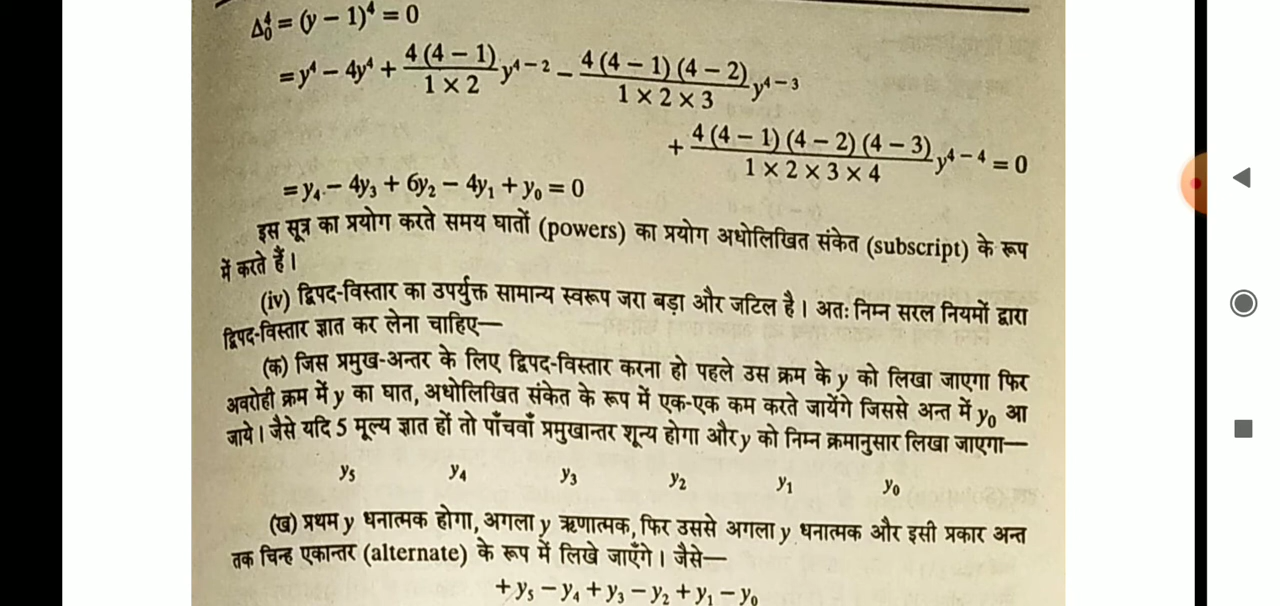 Δ₀⁴ = (y − 1)⁴ = 0
= y⁴ − 4y⁴ + 4 (4 − 1) / 1 × 2 y⁴⁻² − 4 (4 − 1) (4 − 2) / 1 × 2 × 3 y⁴⁻³
+ 4 (4 − 1) (4 − 2) (4 − 3) / 1 × 2 × 3 × 4 y⁴⁻⁴ = 0
= y₄ − 4y₃ + 6y₂ − 4y₁ + y₀ = 0
इस सूत्र का प्रयोग करते समय घातों (powers) का प्रयोग अधोलिखित संकेत (subscript) के रूप
में करते हैं।
(iv) द्विपद-विस्तार का उपर्युक्त सामान्य स्वरूप जरा बड़ा और जटिल है। अतः निम्न सरल नियमों द्वारा
द्विपद-विस्तार ज्ञात कर लेना चाहिए—
(क) जिस प्रमुख-अन्तर के लिए द्विपद-विस्तार करना हो पहले उस क्रम के y को लिखा जाएगा फिर
अवरोही क्रम में y का घात, अधोलिखित संकेत के रूप में एक-एक कम करते जायेंगे जिससे अन्त में y₀ आ
जाये। जैसे यदि 5 मूल्य ज्ञात हों तो पाँचवाँ प्रमुखान्तर शून्य होगा और y को निम्न क्रमानुसार लिखा जाएगा—
y₅ y₄ y₃ y₂ y₁ y₀
(ख) प्रथम y धनात्मक होगा, अगला y ऋणात्मक, फिर उससे अगला y धनात्मक और इसी प्रकार अन्त
तक चिन्ह एकान्तर (alternate) के रूप में लिखे जाएँगे। जैसे—
+ y₅ − y₄ + y₃ − y₂ + y₁ − y₀